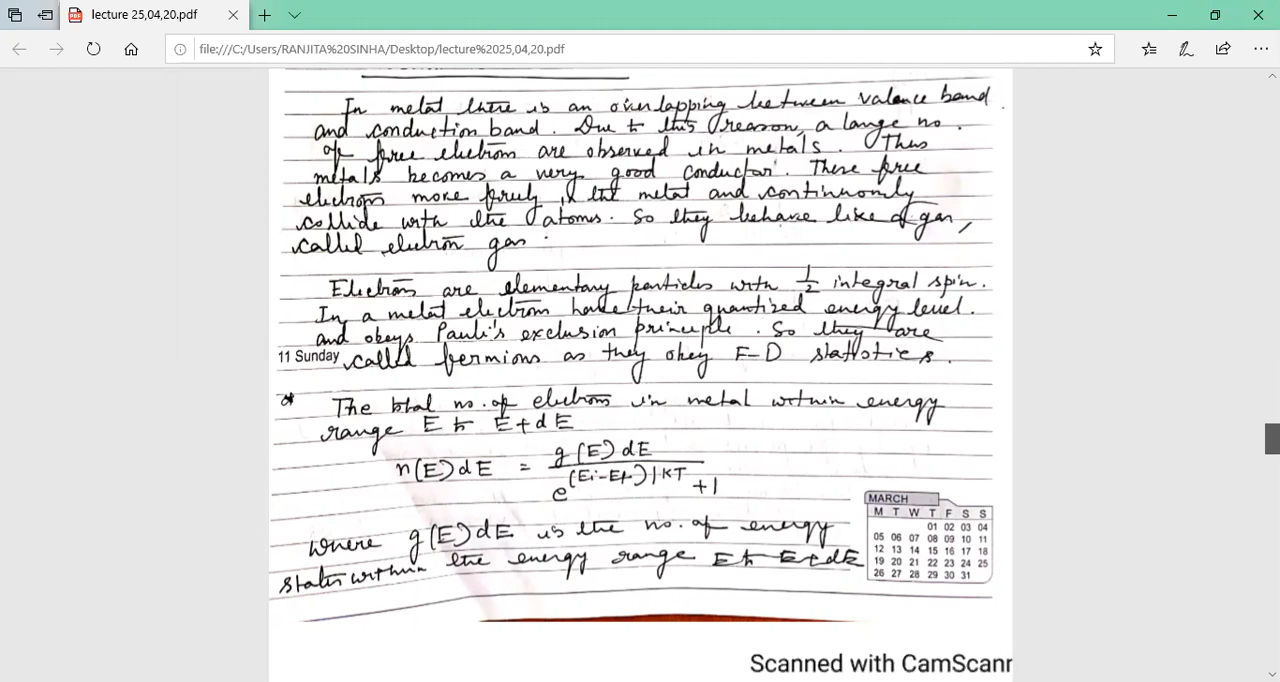 lecture 25,04,20.pdf
file:///C:/Users/RANJITA%20SINHA/Desktop/lecture%2025,04,20.pdf
In metal there is an overlapping between valence band
and conduction band. Due to this reason, a large no.
of free electron are observed in metals. Thus
metals becomes a very good conductor. These free
electrons move freely in the metal and continuously
collide with the atoms. So they behave like a gas,
called electron gas.
Electrons are elementary particles with 1/2 integral spin.
In a metal electron have their quantized energy level.
and obeys Pauli's exclusion principle. So they are
11 Sunday called fermions as they obey F-D statistics.
The total no. of electrons in metal within energy
range E to E+dE
n(E)dE = g(E)dE / e^(Ei-EF)/KT +1
where g(E)dE is the no. of energy
states within the energy range E to E+dE
MARCH
M T W T F S S
01 02 03 04
05 06 07 08 09 10 11
12 13 14 15 16 17 18
19 20 21 22 23 24 25
26 27 28 29 30 31
Scanned with CamScann